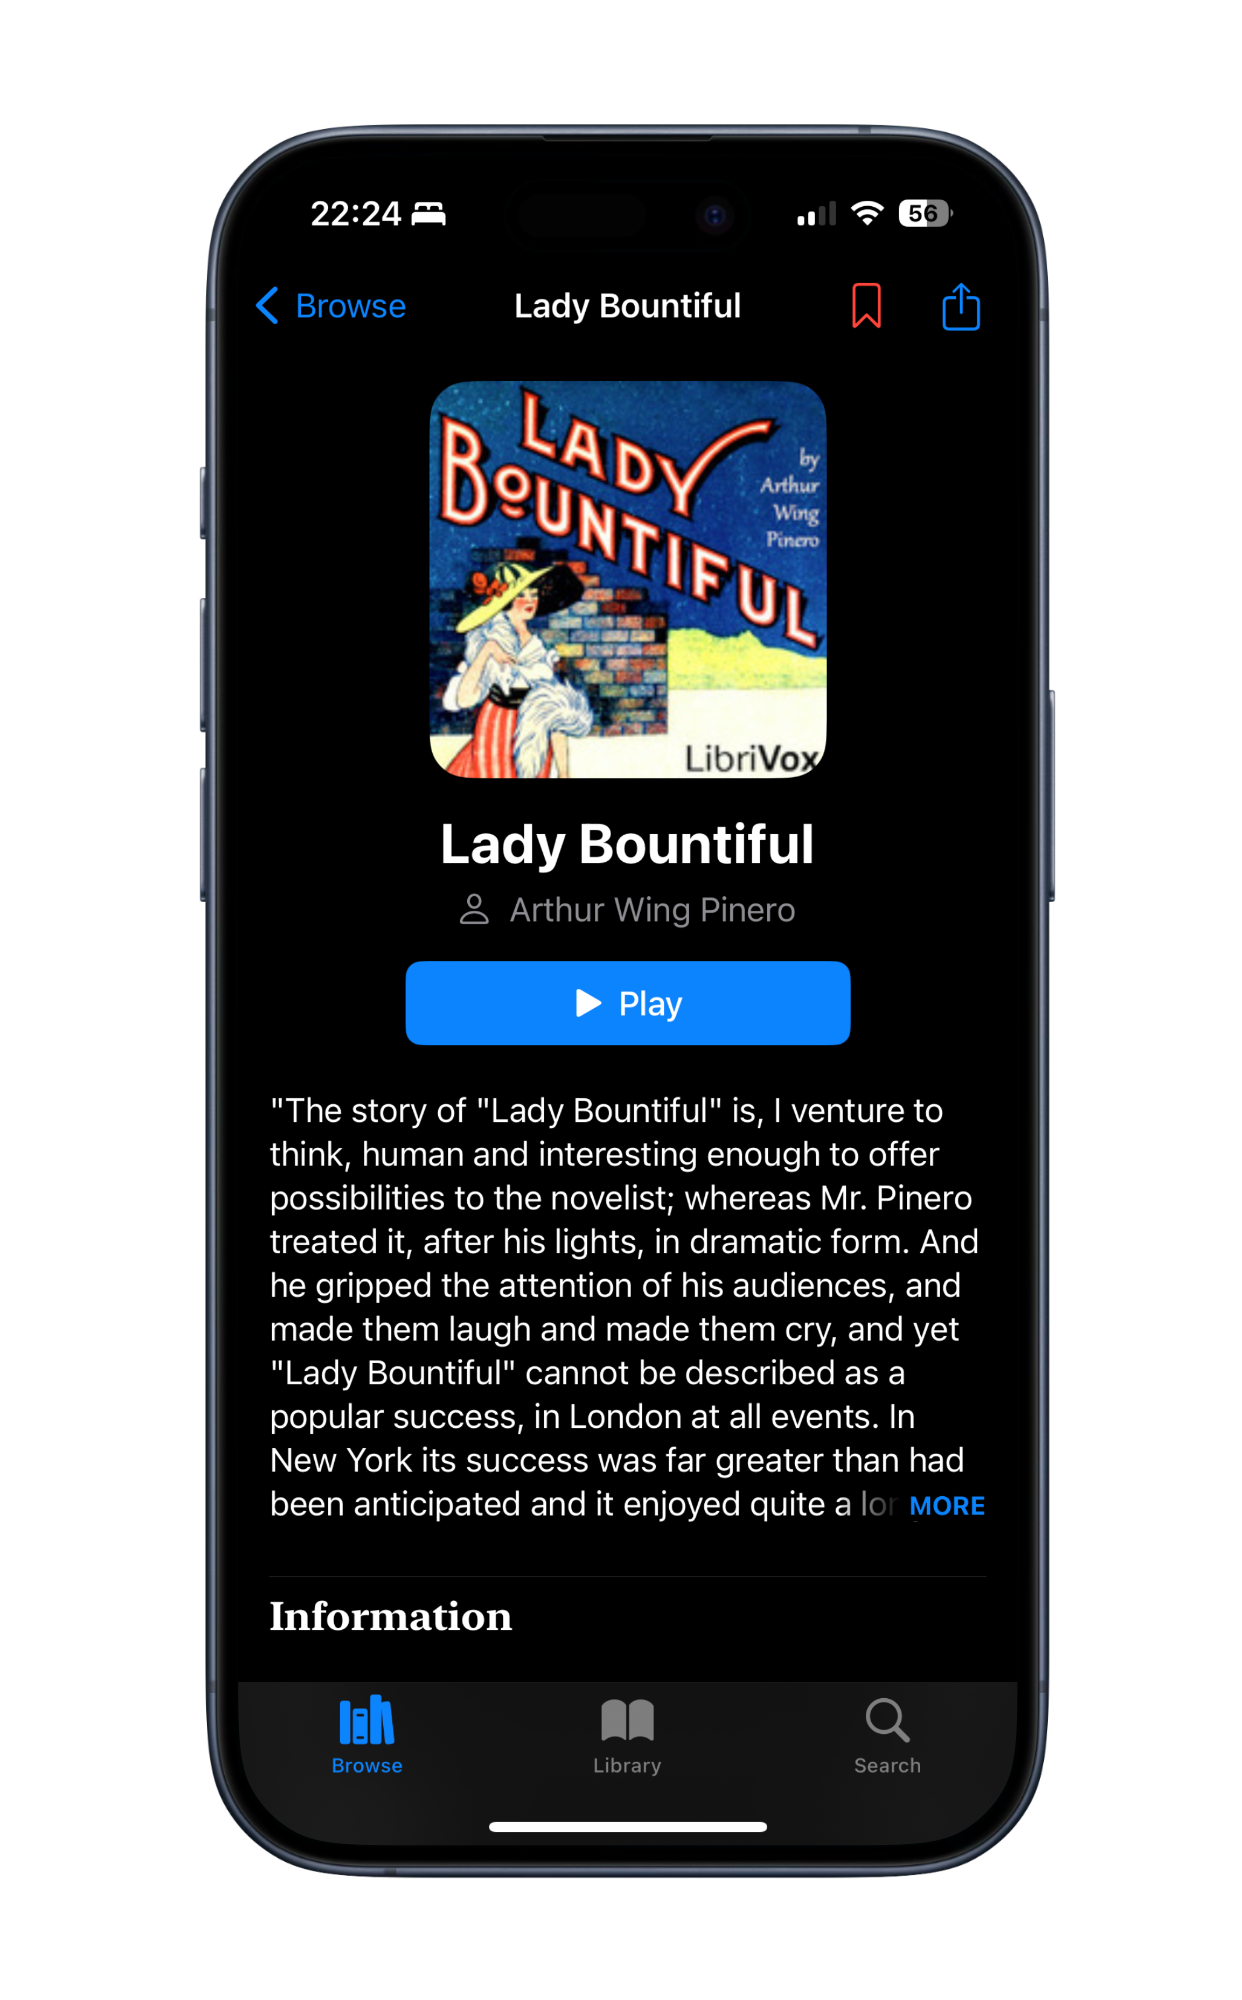 22:24
56
Browse
Lady Bountiful
LADY
BOUNTIFUL
by
Arthur
Wing
Pinero
LibriVox
Lady Bountiful
Arthur Wing Pinero
Play
"The story of "Lady Bountiful" is, I venture to
think, human and interesting enough to offer
possibilities to the novelist; whereas Mr. Pinero
treated it, after his lights, in dramatic form. And
he gripped the attention of his audiences, and
made them laugh and made them cry, and yet
"Lady Bountiful" cannot be described as a
popular success, in London at all events. In
New York its success was far greater than had
been anticipated and it enjoyed quite a MORE
Information
Browse
Library
Search